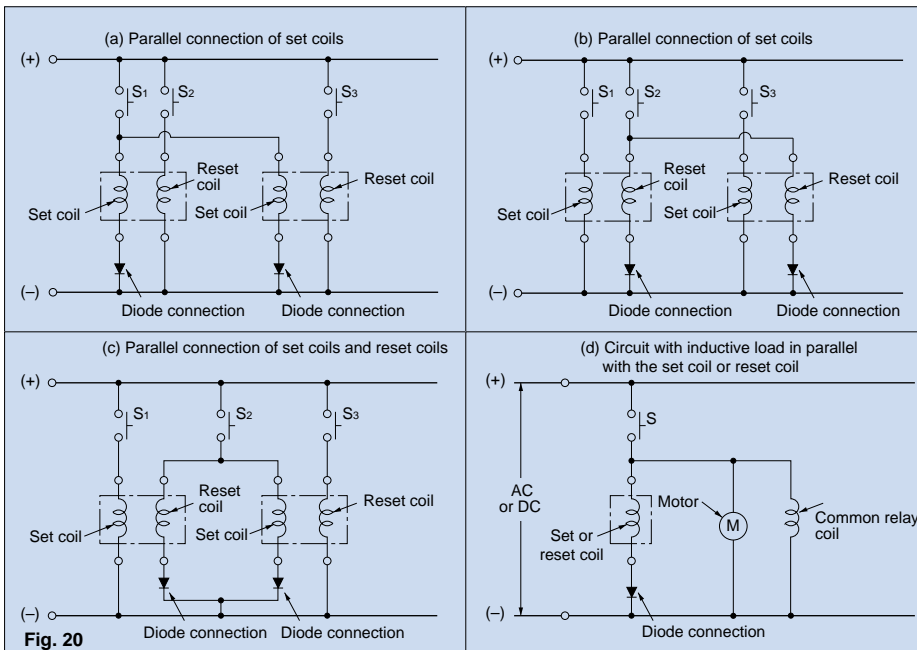 (a) Parallel connection of set coils
(+)
S1
S2
S3
Reset
coil
Reset coil
Set coil
Set coil
(–)
Diode connection
Diode connection
(b) Parallel connection of set coils
(+)
S1
S2
S3
Reset
coil
Reset
coil
Set coil
Set coil
(–)
Diode connection
Diode connection
(c) Parallel connection of set coils and reset coils
(+)
S1
S2
S3
Reset
coil
Reset coil
Set coil
Set coil
(–)
Diode connection
Diode connection
Fig. 20
(d) Circuit with inductive load in parallel
with the set coil or reset coil
(+)
S
AC
or DC
Motor
M
Common relay
coil
Set or
reset coil
(–)
Diode connection